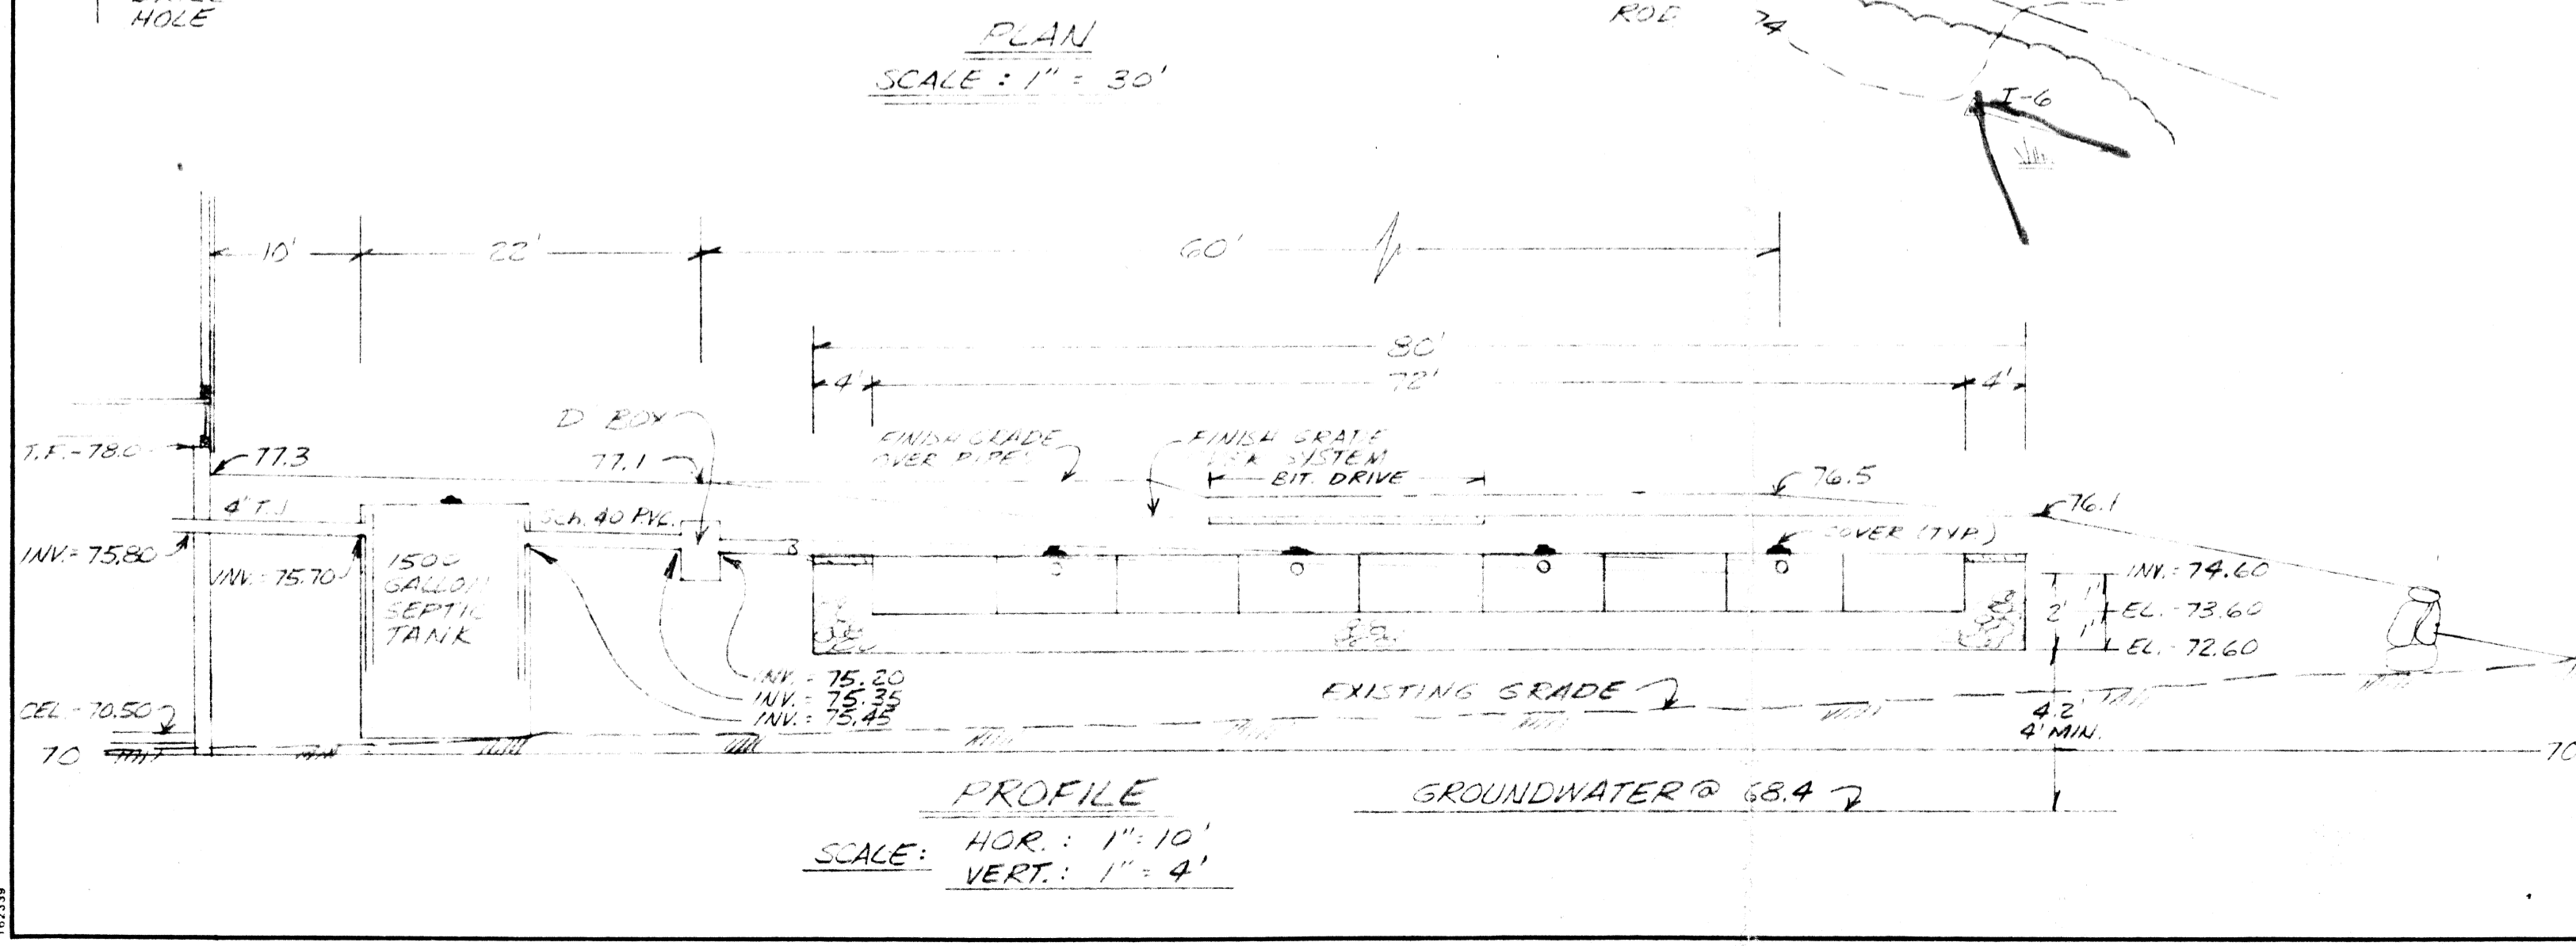 HOLE
PLAN
SCALE : 1" = 30'
ROD 74
I-6
10' 22' 60'
80'
4' 72' 4'
D BOX
T.F.-78.0
77.3
77.1
FINISH GRADE
OVER PIPE
FINISH GRADE
OVER SYSTEM
BIT. DRIVE
76.5
76.1
4" T.J
Sch. 40 P.V.C.
3
COVER (TYP.)
INV.= 75.80
INV.= 75.70
1500
GALLON
SEPTIC
TANK
INV.= 74.60
2' 1'
EL.- 73.60
1'
EL.- 72.60
INV. = 75.20
INV. = 75.35
INV. = 75.45
EXISTING GRADE
CEL.-70.50
4.2'
4' MIN.
70
70
PROFILE
GROUNDWATER @ 68.4
SCALE: HOR. : 1"=10'
VERT. : 1" = 4'